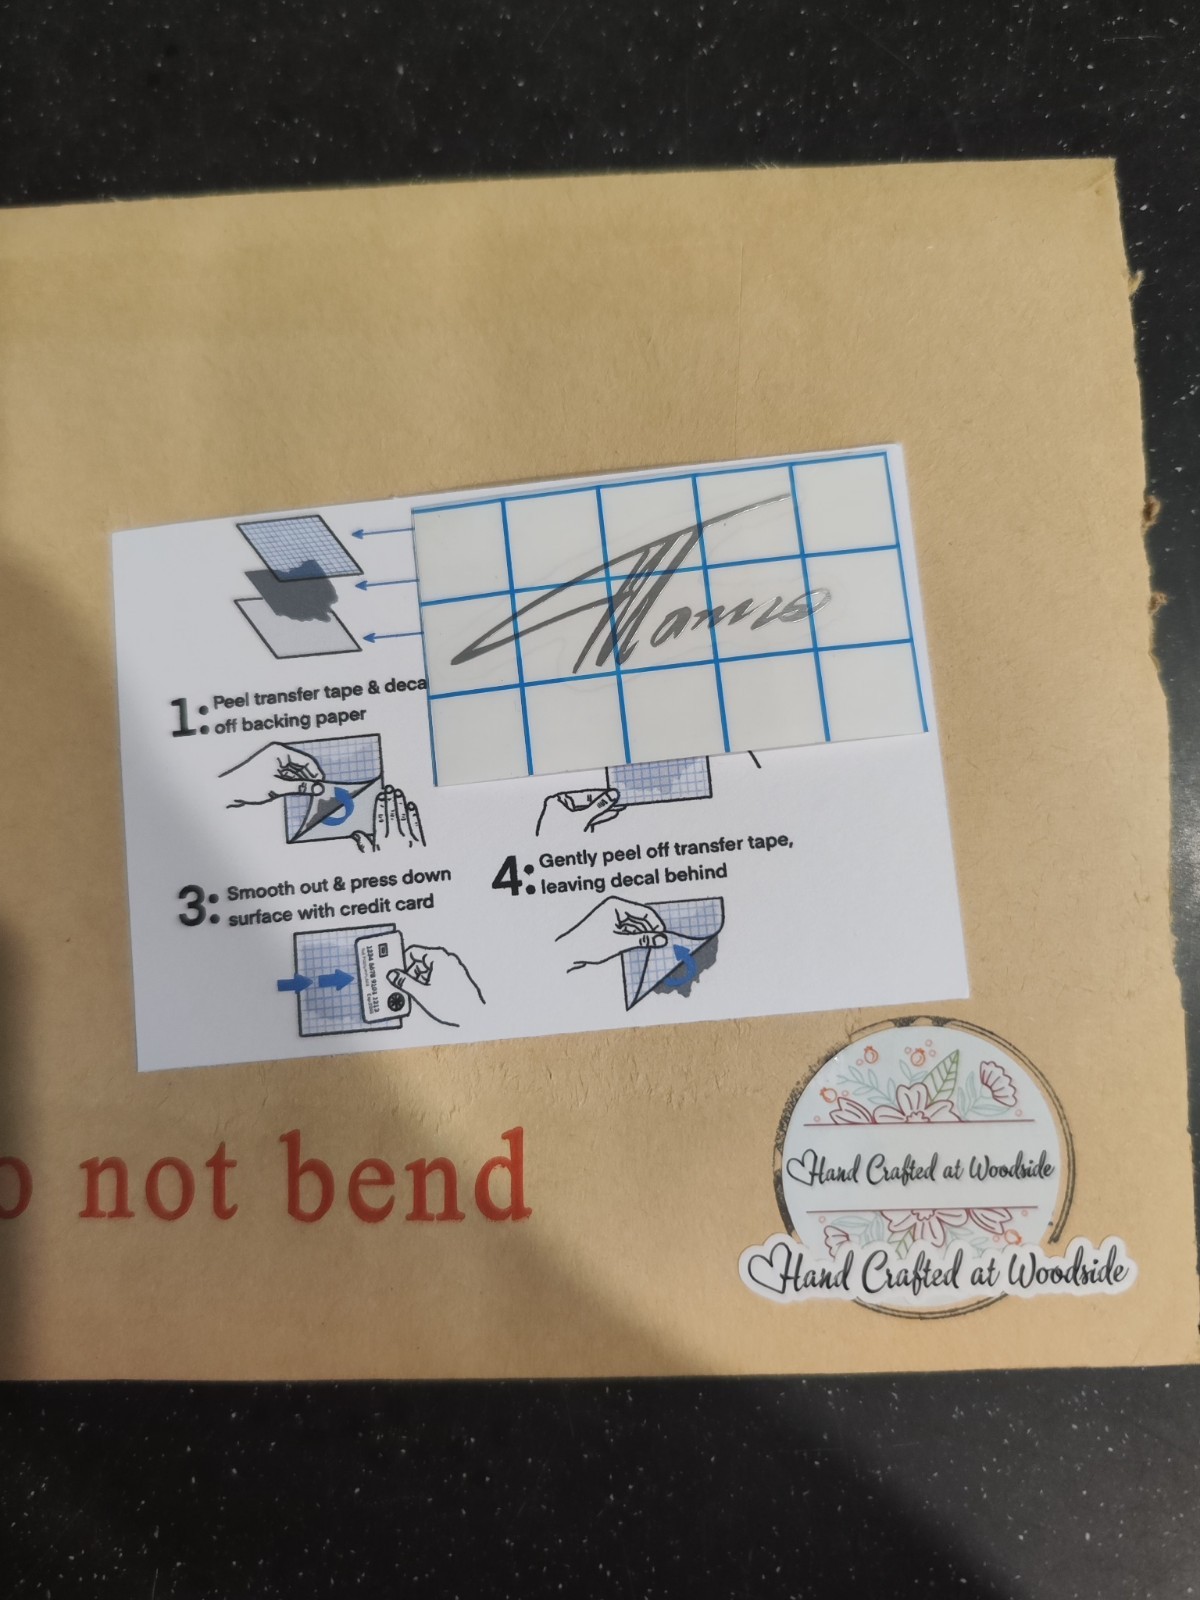 1: Peel transfer tape & deca
off backing paper
3: Smooth out & press down
surface with credit card
4: Gently peel off transfer tape,
leaving decal behind
not bend
Hand Crafted at Woodside
Hand Crafted at Woodside